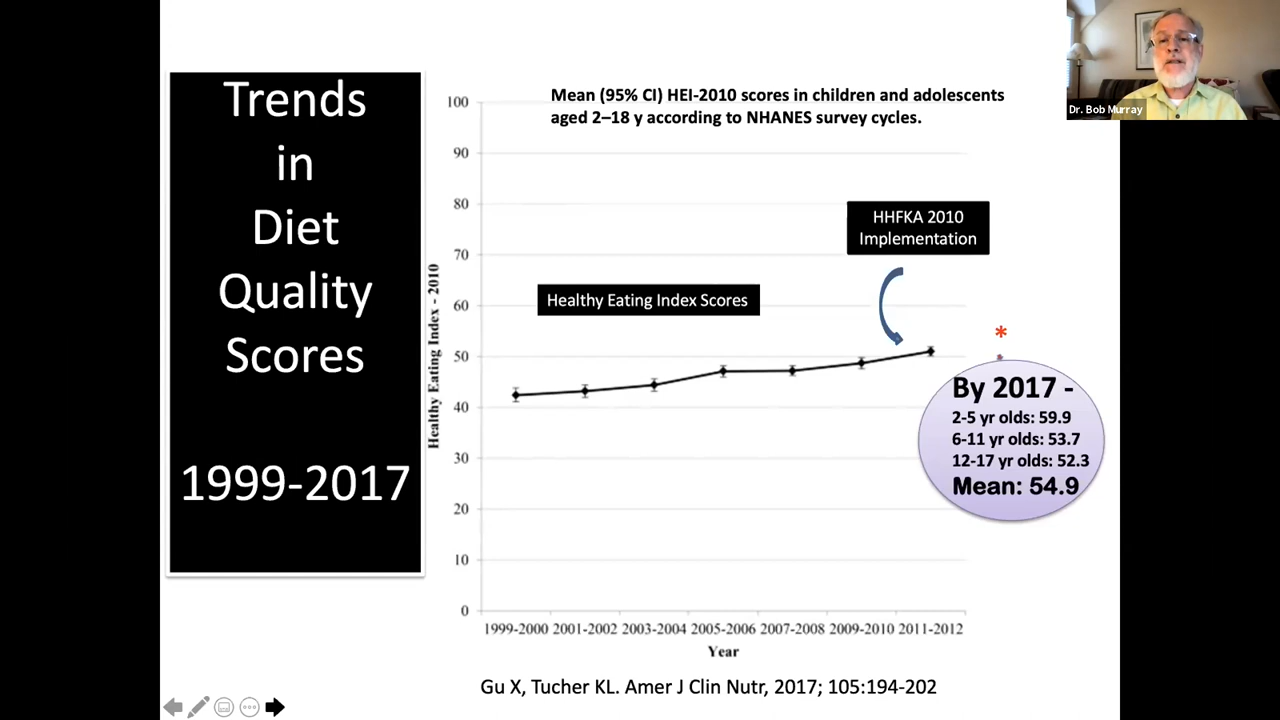 Trends
in
Diet
Quality
Scores
1999-2017
Mean (95% CI) HEI-2010 scores in children and adolescents
aged 2–18 y according to NHANES survey cycles.
Healthy Eating Index - 2010
100
90
80
70
60
50
40
30
20
10
0
HHFKA 2010
Implementation
Healthy Eating Index Scores
*
By 2017 -
2-5 yr olds: 59.9
6-11 yr olds: 53.7
12-17 yr olds: 52.3
Mean: 54.9
1999-2000 2001-2002 2003-2004 2005-2006 2007-2008 2009-2010 2011-2012
Year
Gu X, Tucher KL. Amer J Clin Nutr, 2017; 105:194-202
Dr. Bob Murray